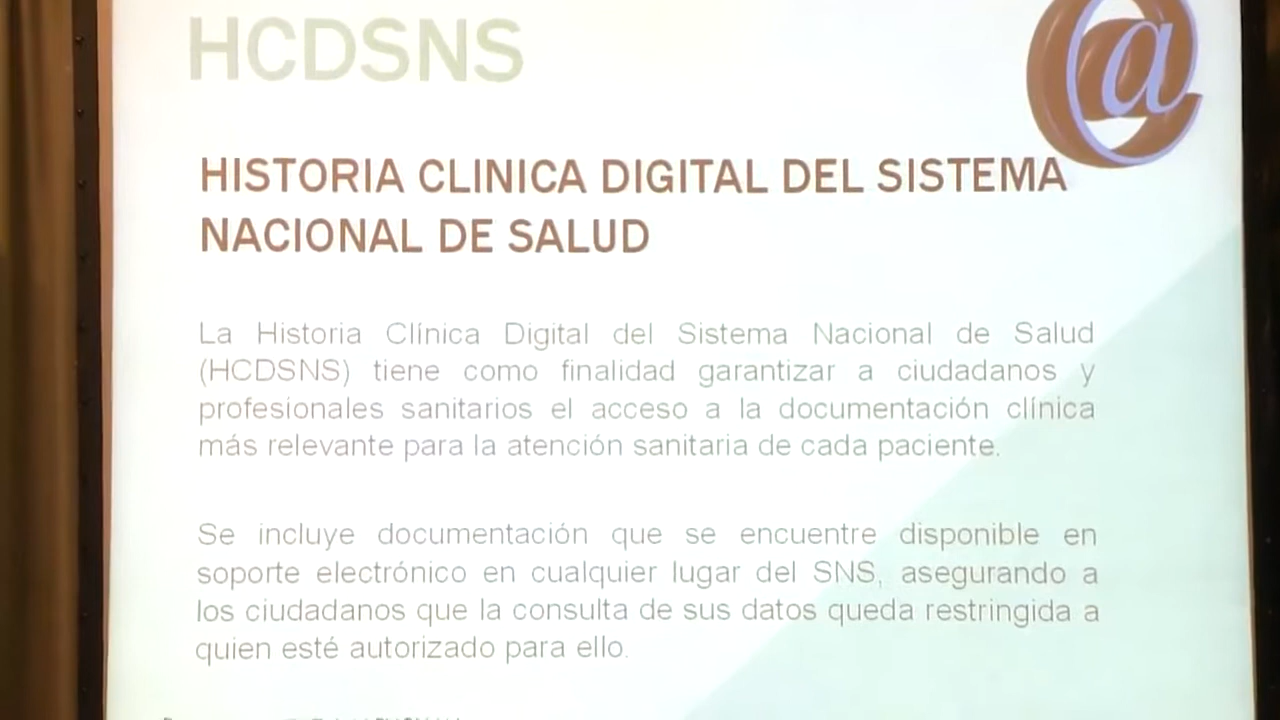 HCDSNS
@
HISTORIA CLINICA DIGITAL DEL SISTEMA
NACIONAL DE SALUD
La Historia Clínica Digital del Sistema Nacional de Salud
(HCDSNS) tiene como finalidad garantizar a ciudadanos y
profesionales sanitarios el acceso a la documentación clínica
más relevante para la atención sanitaria de cada paciente.
Se incluye documentación que se encuentre disponible en
soporte electrónico en cualquier lugar del SNS, asegurando a
los ciudadanos que la consulta de sus datos queda restringida a
quien esté autorizado para ello.